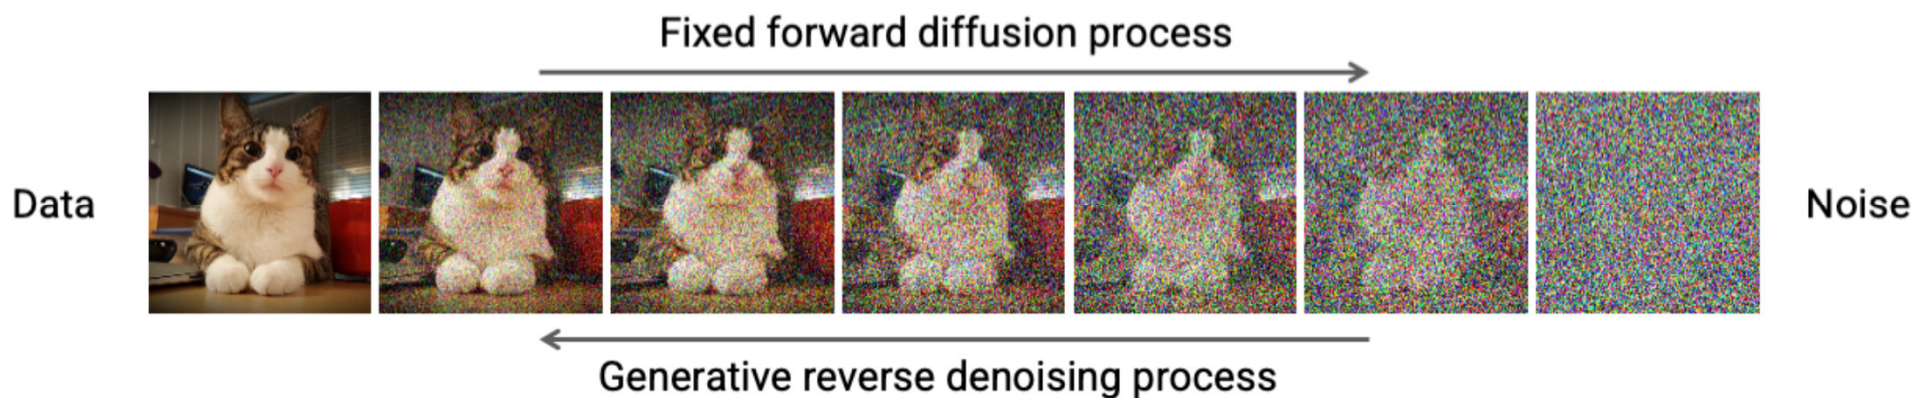 Fixed forward diffusion process
Data
Noise
Generative reverse denoising process